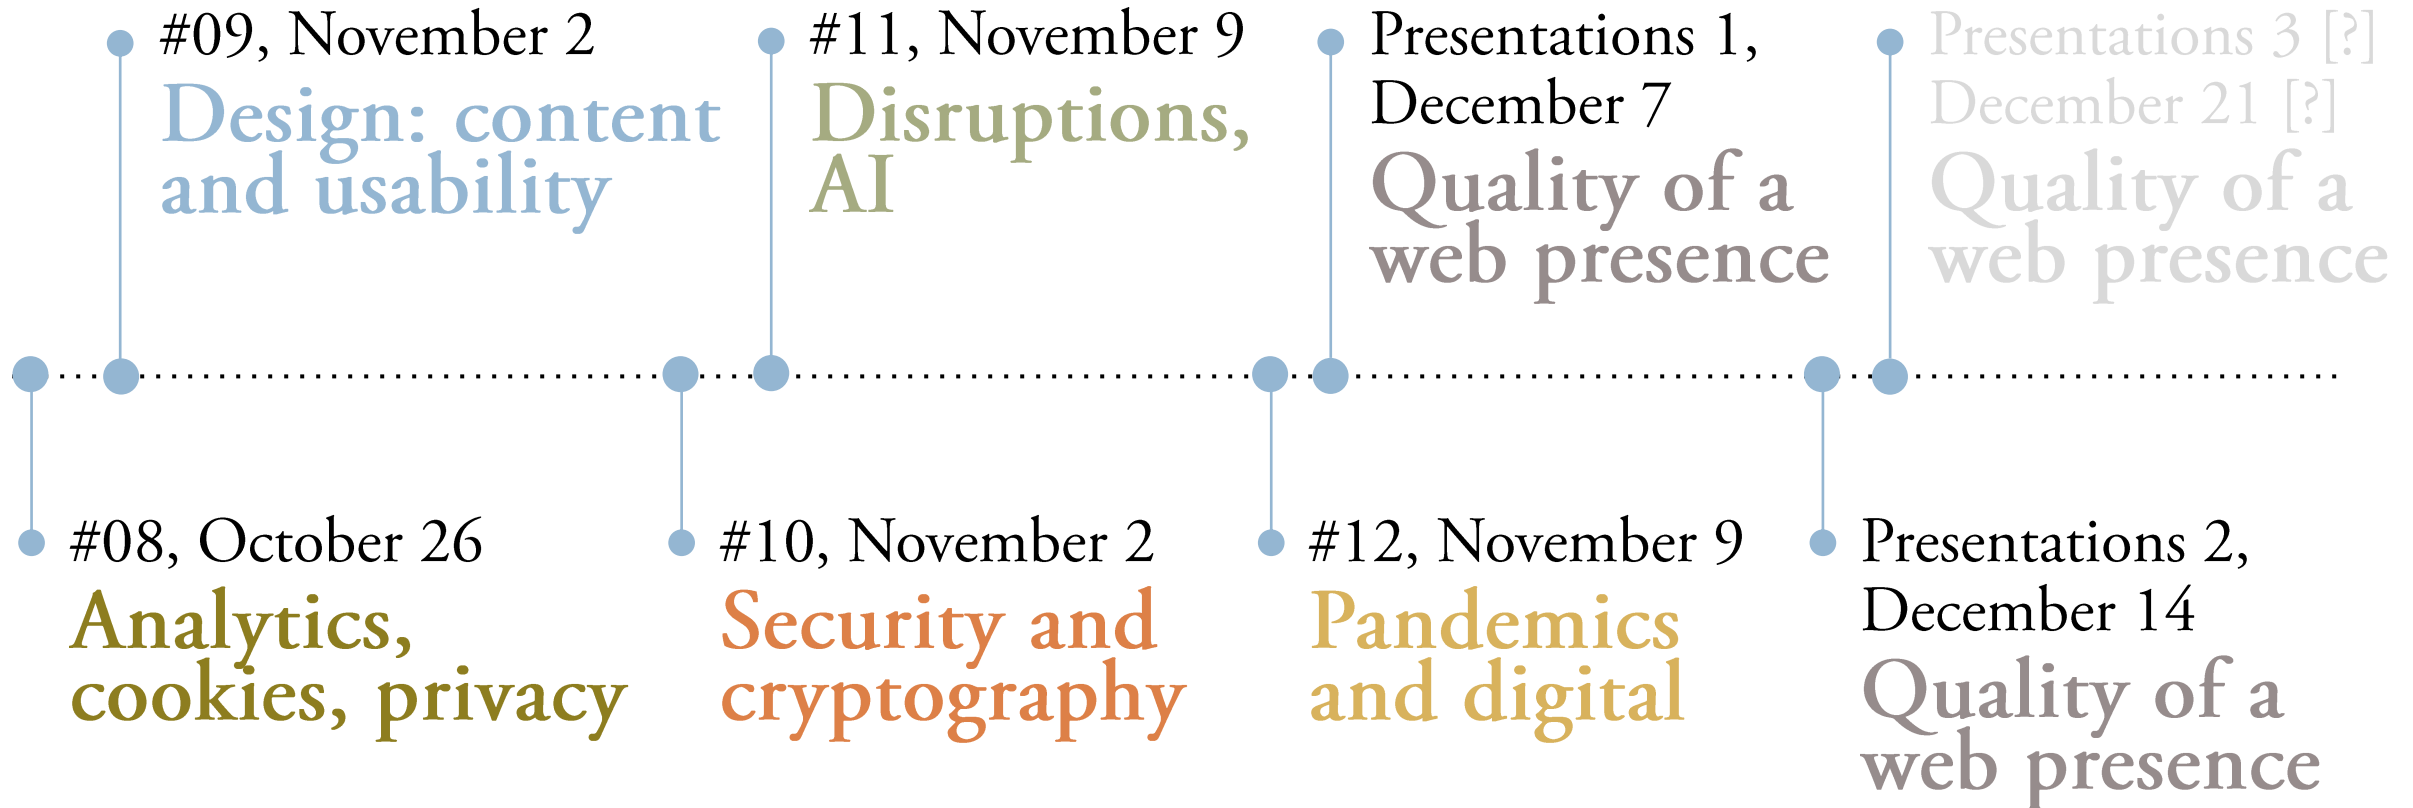 #09, November 2
Design: content
and usability
#11, November 9
Disruptions,
AI
Presentations 1,
December 7
Quality of a
web presence
Presentations 3 [?]
December 21 [?]
Quality of a
web presence
#08, October 26
Analytics,
cookies, privacy
#10, November 2
Security and
cryptography
#12, November 9
Pandemics
and digital
Presentations 2,
December 14
Quality of a
web presence